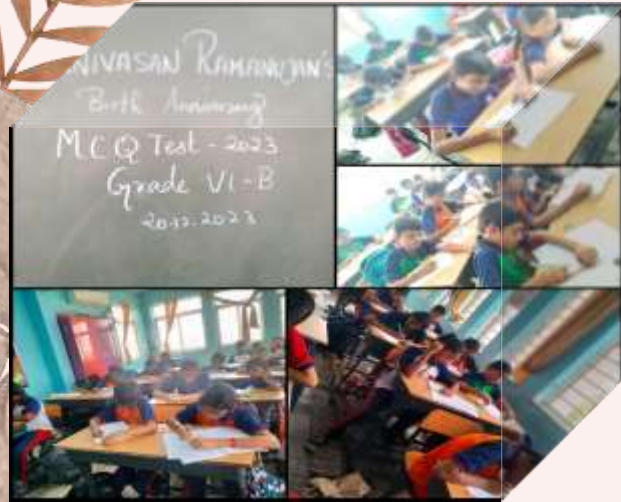 NIVASAN RAMANUJAN'S
Birth Anniversary
MCQ Test - 2023
Grade VI-B
20.12.2023